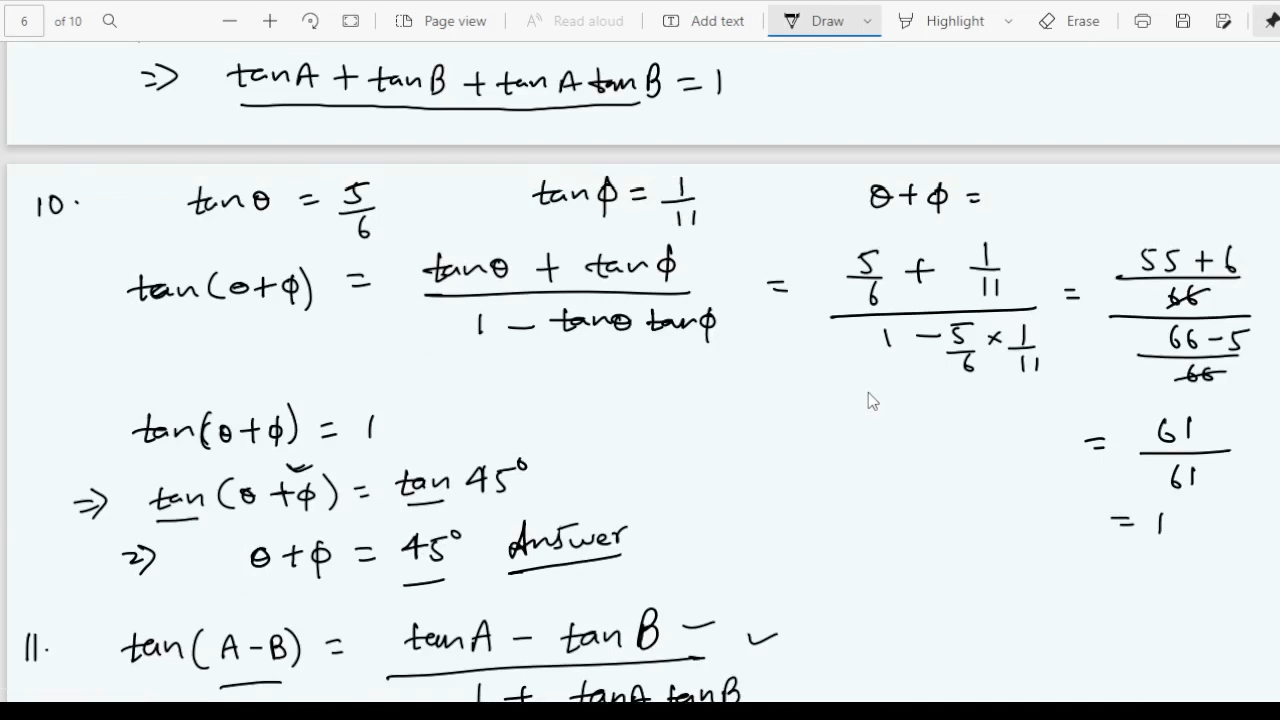 6 of 10 Page view Read aloud Add text Draw Highlight Erase
=> tanA + tanB + tanA tanB = 1
10. tanθ = 5/6 tanϕ = 1/11 θ+ϕ =
tan(θ+ϕ) = (tanθ + tanϕ)/(1 - tanθ tanϕ) = (5/6 + 1/11)/(1 - 5/6 × 1/11) = ((55+6)/66)/((66-5)/66)
tan(θ+ϕ) = 1 = 61/61
=> tan(θ+ϕ) = tan 45° = 1
=> θ+ϕ = 45° Answer
11. tan(A-B) = (tanA - tanB)/(1 + tanA tanB)